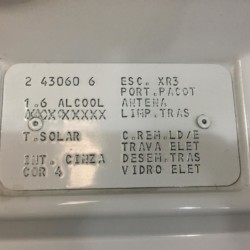 2 43060 6 ESC. XR3
PORT.PACOT
1.6 ALCOOL ANTENA
XXXXXXXXX LIMP.TRAS
T.SOLAR C.REM.LD/E
TRAVA ELET
INT. CINZA DESEM.TRAS
COR 4 VIDRO ELET